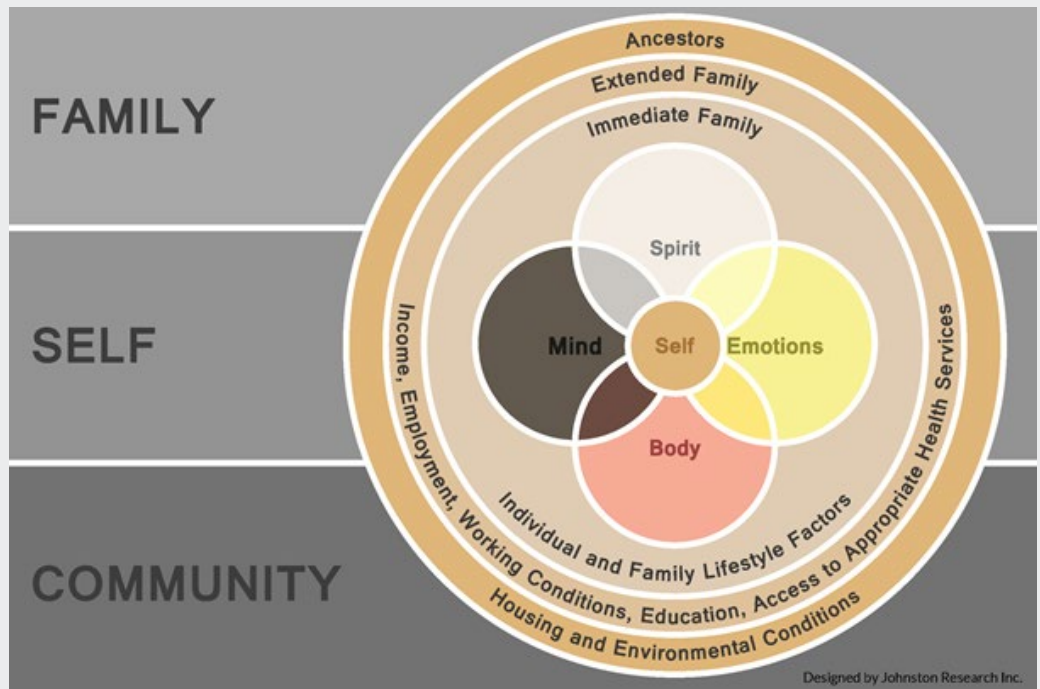 FAMILY
SELF
COMMUNITY
Ancestors
Extended Family
Immediate Family
Spirit
Mind
Self
Emotions
Body
Individual and Family Lifestyle Factors
Income, Employment, Working Conditions, Education, Access to Appropriate Health Services
Housing and Environmental Conditions
Designed by Johnston Research Inc.